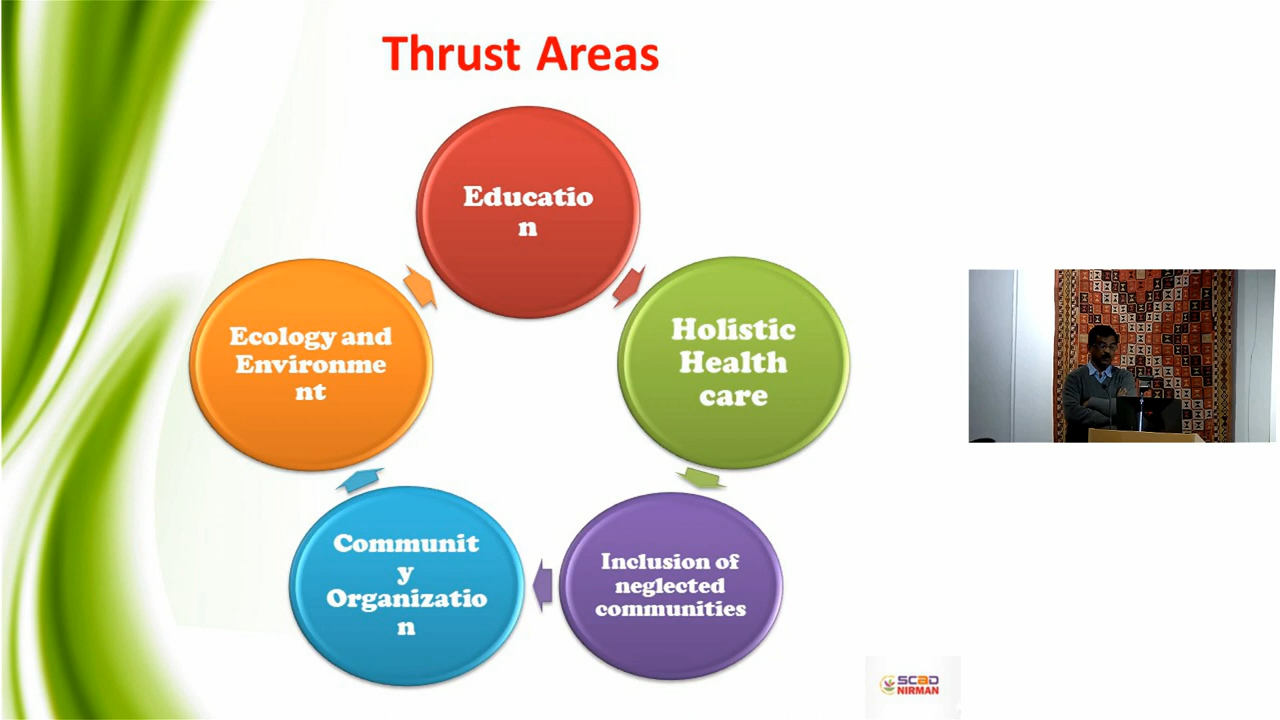 Thrust Areas
Educatio
n
Holistic
Health
care
Inclusion of
neglected
communities
Communit
y
Organizatio
n
Ecology and
Environme
nt
SCAD
NIRMAN